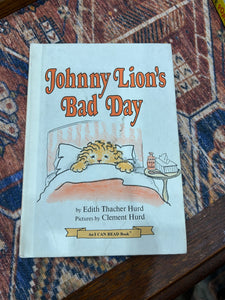 Johnny Lion's
Bad Day
by Edith Thacher Hurd
Pictures by Clement Hurd
An I CAN READ Book